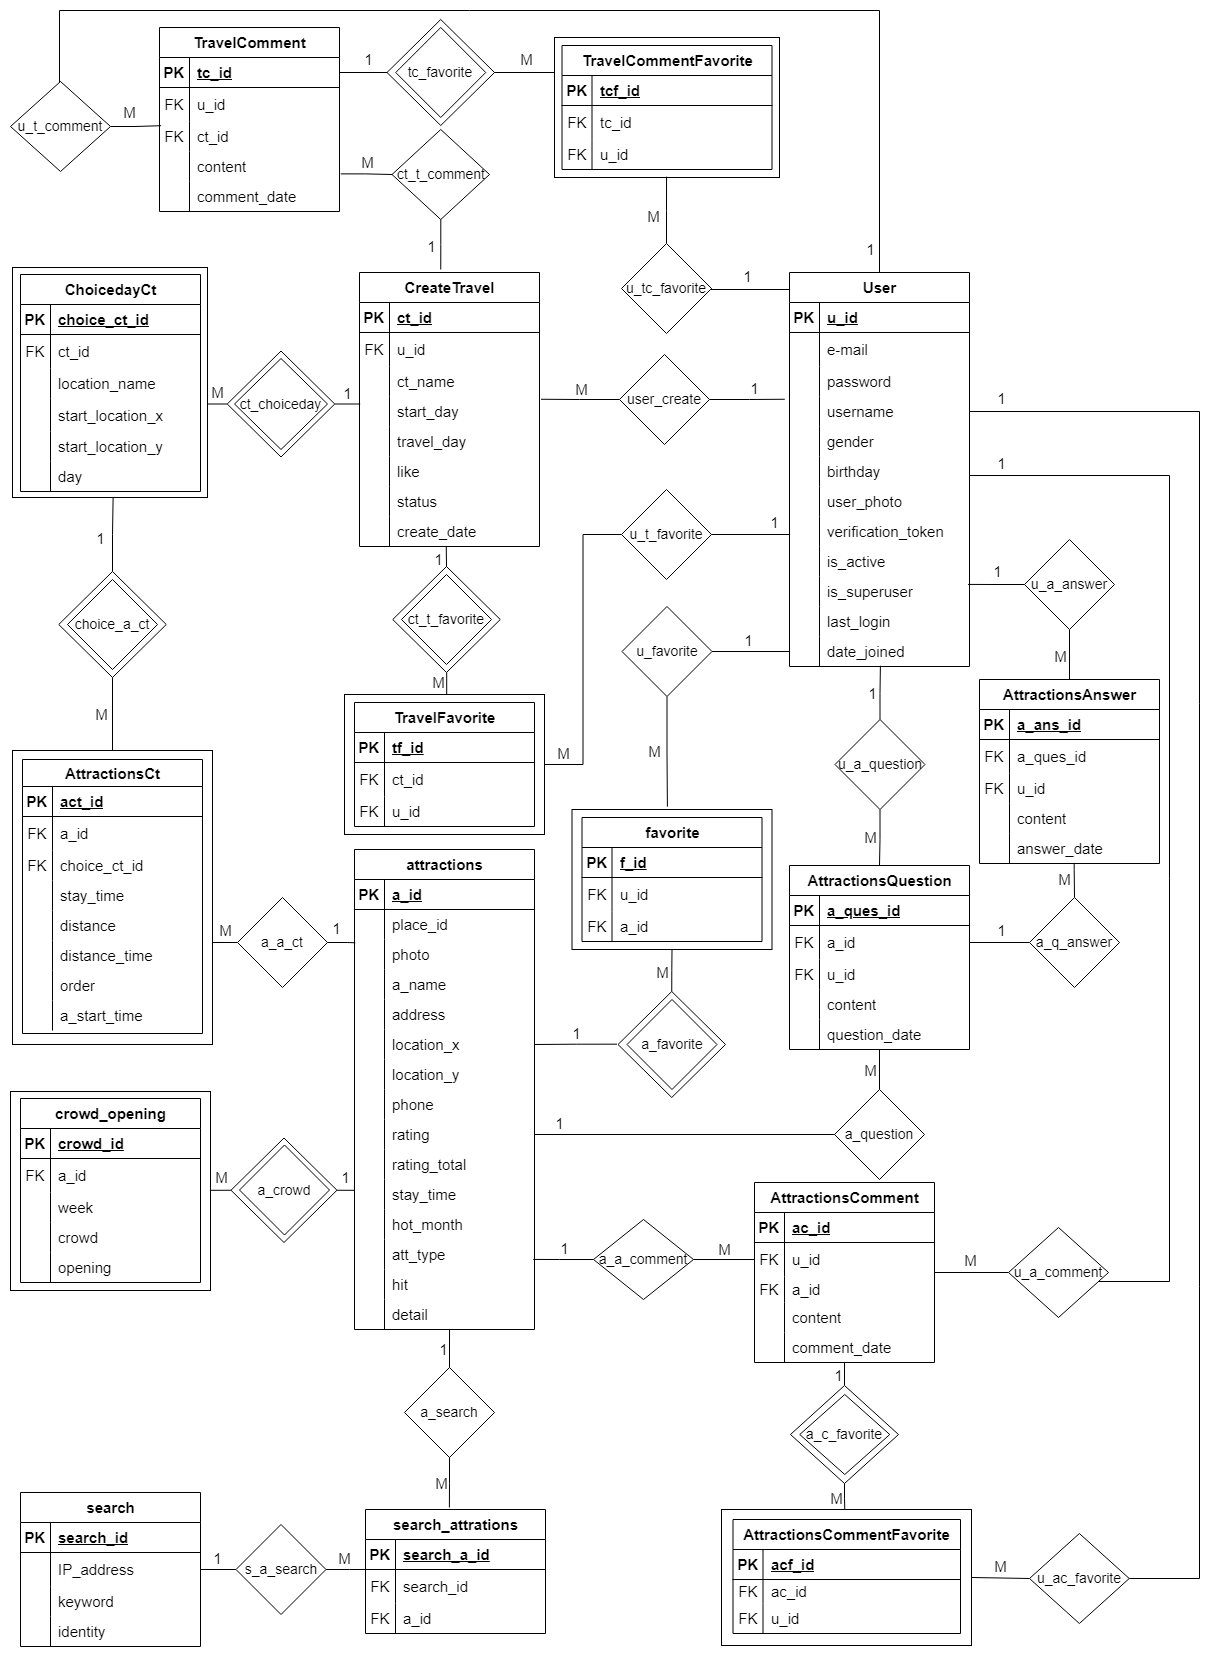 TravelComment
PK tc_id
FK u_id
FK ct_id
content
comment_date
1
tc_favorite
M
TravelCommentFavorite
PK tcf_id
FK tc_id
FK u_id
u_t_comment
M
M
ct_t_comment
1
M
u_tc_favorite
1
1
ChoicedayCt
PK choice_ct_id
FK ct_id
location_name
start_location_x
start_location_y
day
M
ct_choiceday
1
CreateTravel
PK ct_id
FK u_id
ct_name
start_day
travel_day
like
status
create_date
M
user_create
1
User
PK u_id
e-mail
password
username
gender
birthday
user_photo
verification_token
is_active
is_superuser
last_login
date_joined
1
1
1
u_a_answer
M
1
choice_a_ct
M
1
ct_t_favorite
M
u_t_favorite
1
M
u_favorite
1
M
TravelFavorite
PK tf_id
FK ct_id
FK u_id
1
u_a_question
M
AttractionsAnswer
PK a_ans_id
FK a_ques_id
FK u_id
content
answer_date
M
a_q_answer
1
AttractionsCt
PK act_id
FK a_id
FK choice_ct_id
stay_time
distance
distance_time
order
a_start_time
M
a_a_ct
1
favorite
PK f_id
FK u_id
FK a_id
M
a_favorite
1
AttractionsQuestion
PK a_ques_id
FK a_id
FK u_id
content
question_date
M
a_question
1
attractions
PK a_id
place_id
photo
a_name
address
location_x
location_y
phone
rating
rating_total
stay_time
hot_month
att_type
hit
detail
crowd_opening
PK crowd_id
FK a_id
week
crowd
opening
M
a_crowd
1
1
a_a_comment
M
AttractionsComment
PK ac_id
FK u_id
FK a_id
content
comment_date
M
u_a_comment
1
a_search
M
1
a_c_favorite
M
search
PK search_id
IP_address
keyword
identity
1
s_a_search
M
search_attrations
PK search_a_id
FK search_id
FK a_id
AttractionsCommentFavorite
PK acf_id
FK ac_id
FK u_id
M
u_ac_favorite